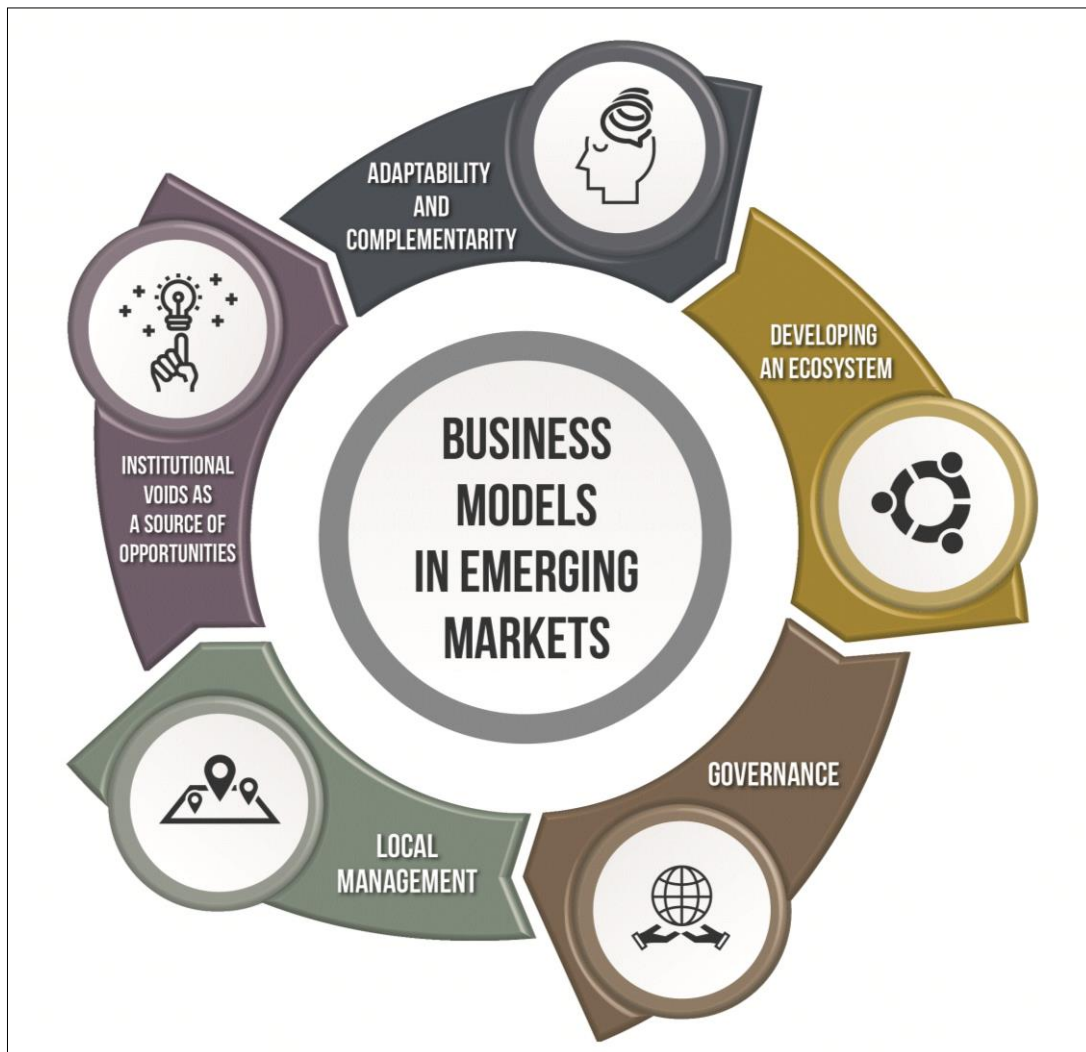 ADAPTABILITY
AND
COMPLEMENTARITY
DEVELOPING
AN ECOSYSTEM
GOVERNANCE
LOCAL
MANAGEMENT
INSTITUTIONAL
VOIDS AS
A SOURCE OF
OPPORTUNITIES
BUSINESS
MODELS
IN EMERGING
MARKETS